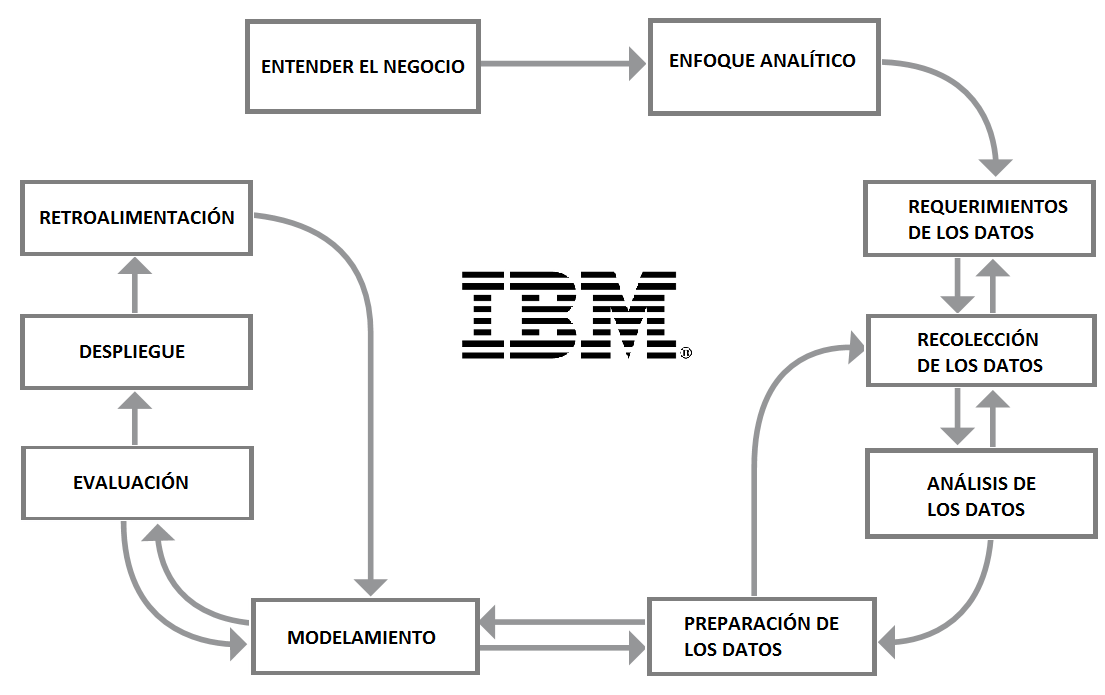 ENTENDER EL NEGOCIO
ENFOQUE ANALÍTICO
REQUERIMIENTOS
DE LOS DATOS
RECOLECCIÓN
DE LOS DATOS
ANÁLISIS DE
LOS DATOS
PREPARACIÓN DE
LOS DATOS
MODELAMIENTO
EVALUACIÓN
DESPLIEGUE
RETROALIMENTACIÓN
IBM